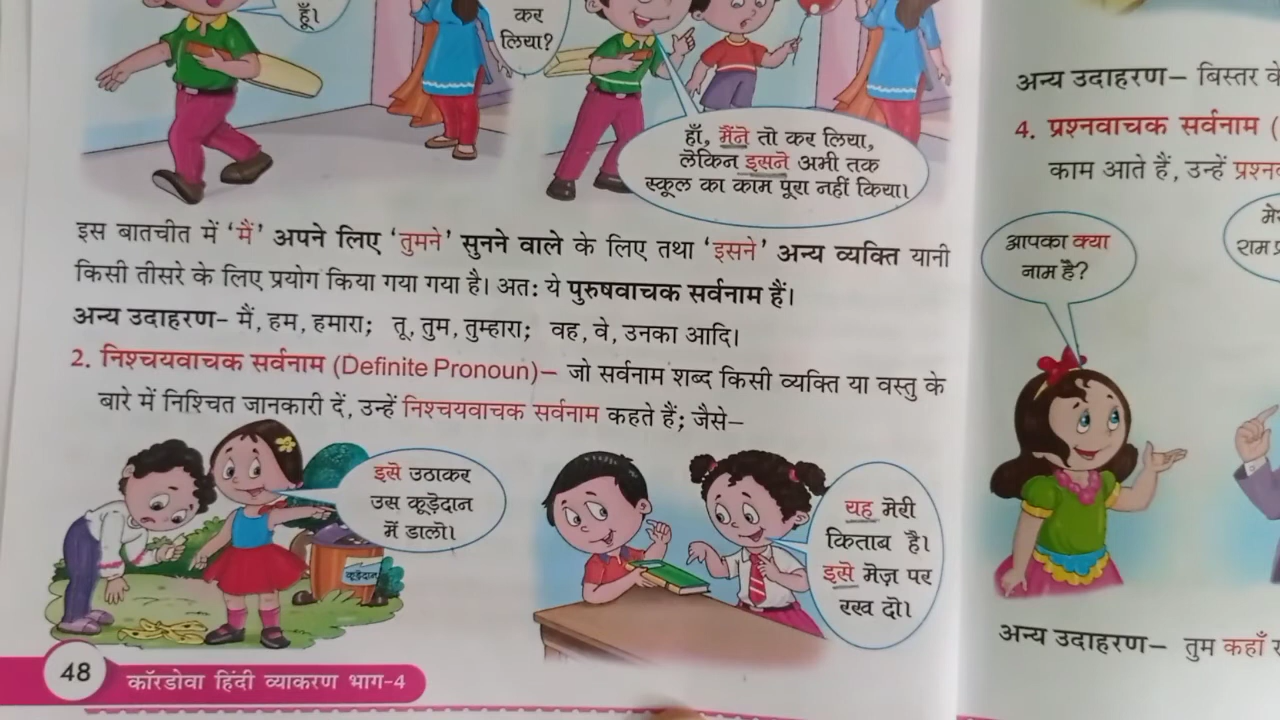 हूँ।
कर
लिया?
हाँ, मैंने तो कर लिया,
लेकिन इसने अभी तक
स्कूल का काम पूरा नहीं किया।
इस बातचीत में ‘मैं’ अपने लिए ‘तुमने’ सुनने वाले के लिए तथा ‘इसने’ अन्य व्यक्ति यानी
किसी तीसरे के लिए प्रयोग किया गया गया है। अतः ये पुरुषवाचक सर्वनाम हैं।
अन्य उदाहरण– मैं, हम, हमारा; तू, तुम, तुम्हारा; वह, वे, उनका आदि।
2. निश्चयवाचक सर्वनाम (Definite Pronoun)– जो सर्वनाम शब्द किसी व्यक्ति या वस्तु के
बारे में निश्चित जानकारी दें, उन्हें निश्चयवाचक सर्वनाम कहते हैं; जैसे–
इसे उठाकर
उस कूड़ेदान
में डालो।
कूड़ेदान
यह मेरी
किताब है।
इसे मेज़ पर
रख दो।
48 कॉरडोवा हिंदी व्याकरण भाग-4
अन्य उदाहरण– बिस्तर
4. प्रश्नवाचक सर्वनाम (
काम आते हैं, उन्हें
आपका क्या
नाम है?
राम
अन्य उदाहरण– तुम कहाँ